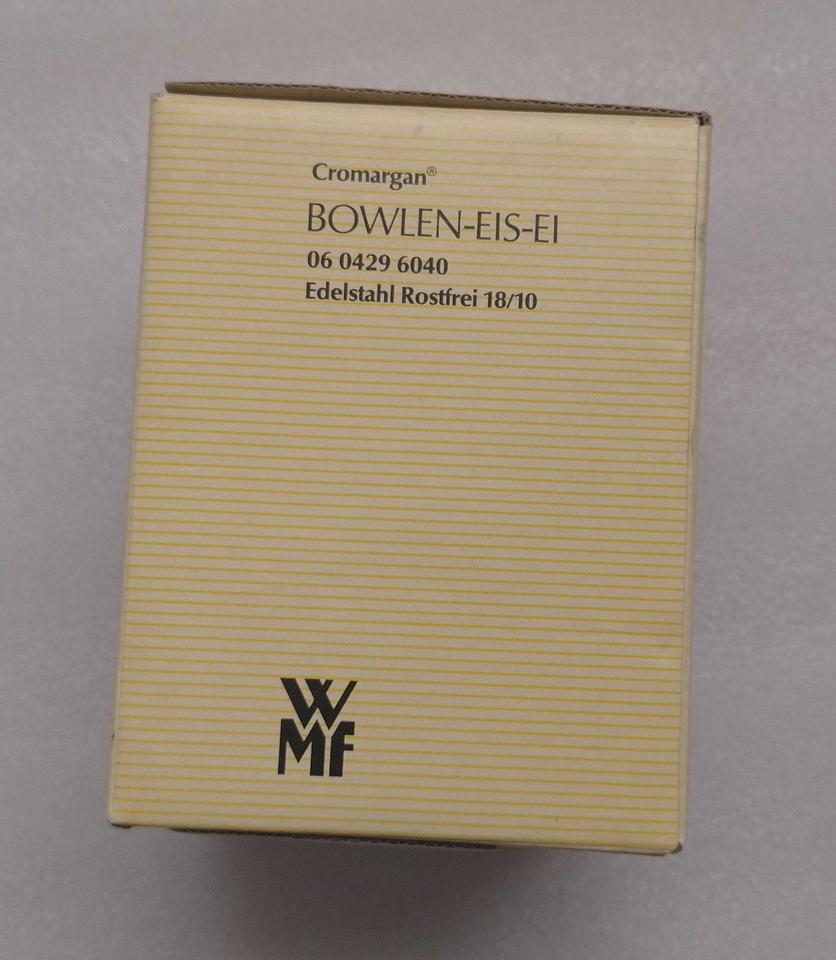 Cromargan®
BOWLEN-EIS-EI
06 0429 6040
Edelstahl Rostfrei 18/10
WMF